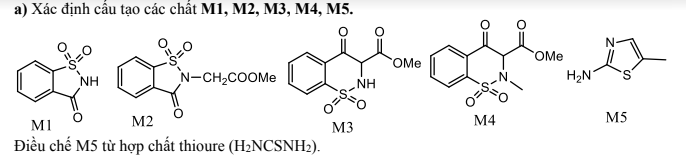 a) Xác định cấu tạo các chất M1, M2, M3, M4, M5.
O O S NH O
O O S N–CH₂COOMe O
O O OMe NH S O O
O O OMe N S O O
N H₂N S
M1 M2 M3 M4 M5
Điều chế M5 từ hợp chất thioure (H₂NCSNH₂).